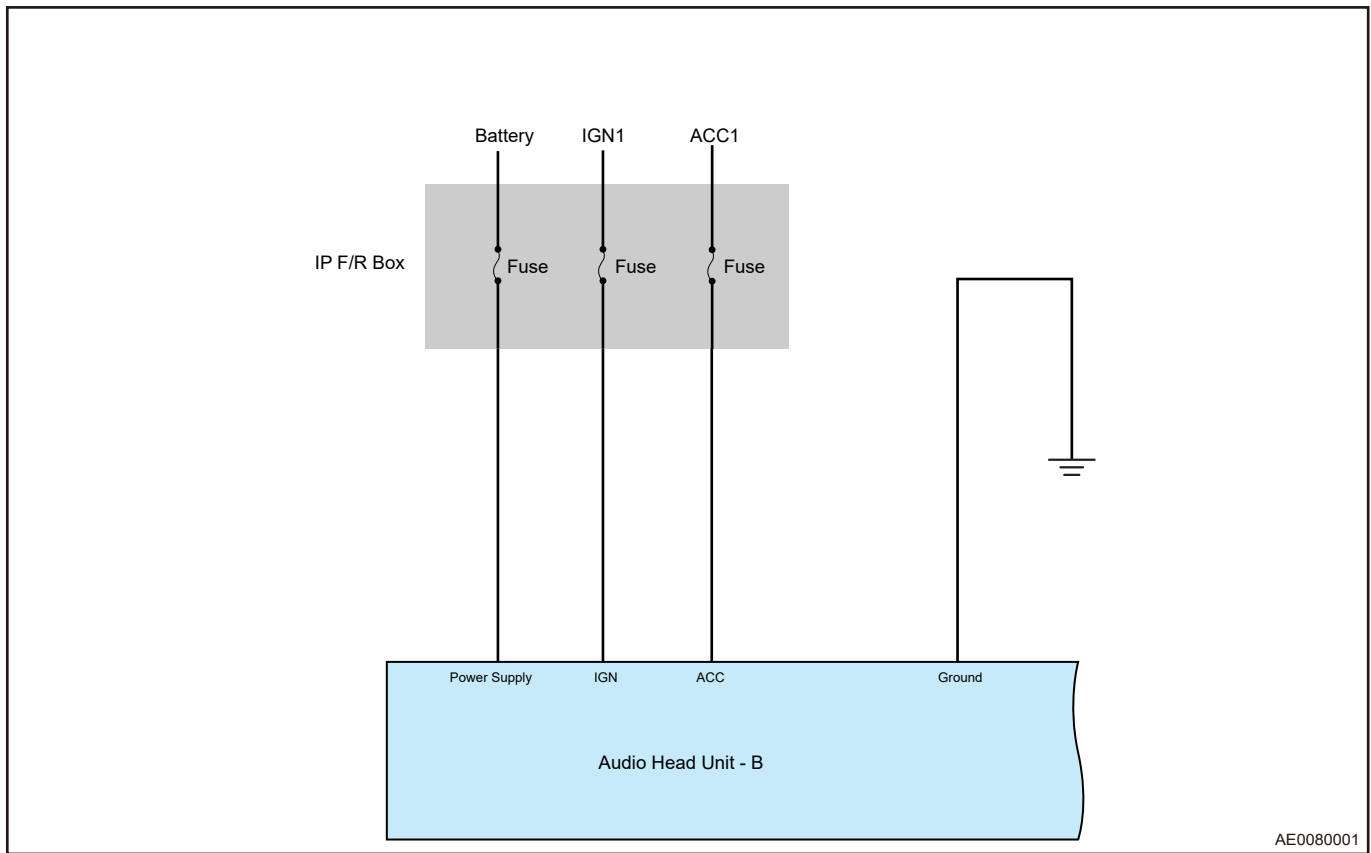 Battery IGN1 ACC1
IP F/R Box Fuse Fuse Fuse
Power Supply IGN ACC Ground
Audio Head Unit - B
AE0080001